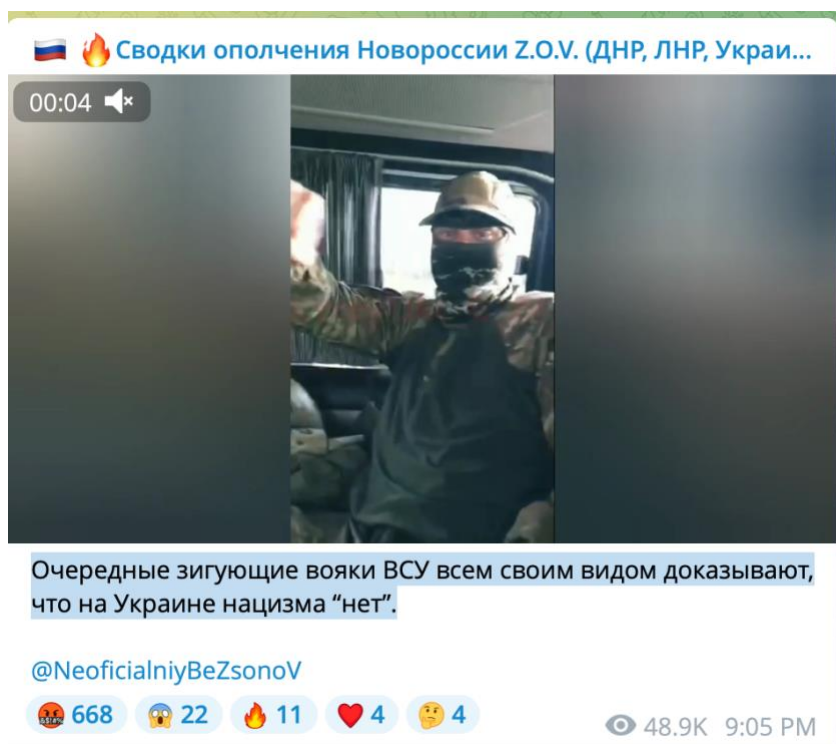 Сводки ополчения Новороссии Z.O.V. (ДНР, ЛНР, Украи...
00:04
Очередные зигующие вояки ВСУ всем своим видом доказывают,
что на Украине нацизма “нет”.
@NeoficialniyBeZsonoV
668 22 11 4 4
48.9K 9:05 PM